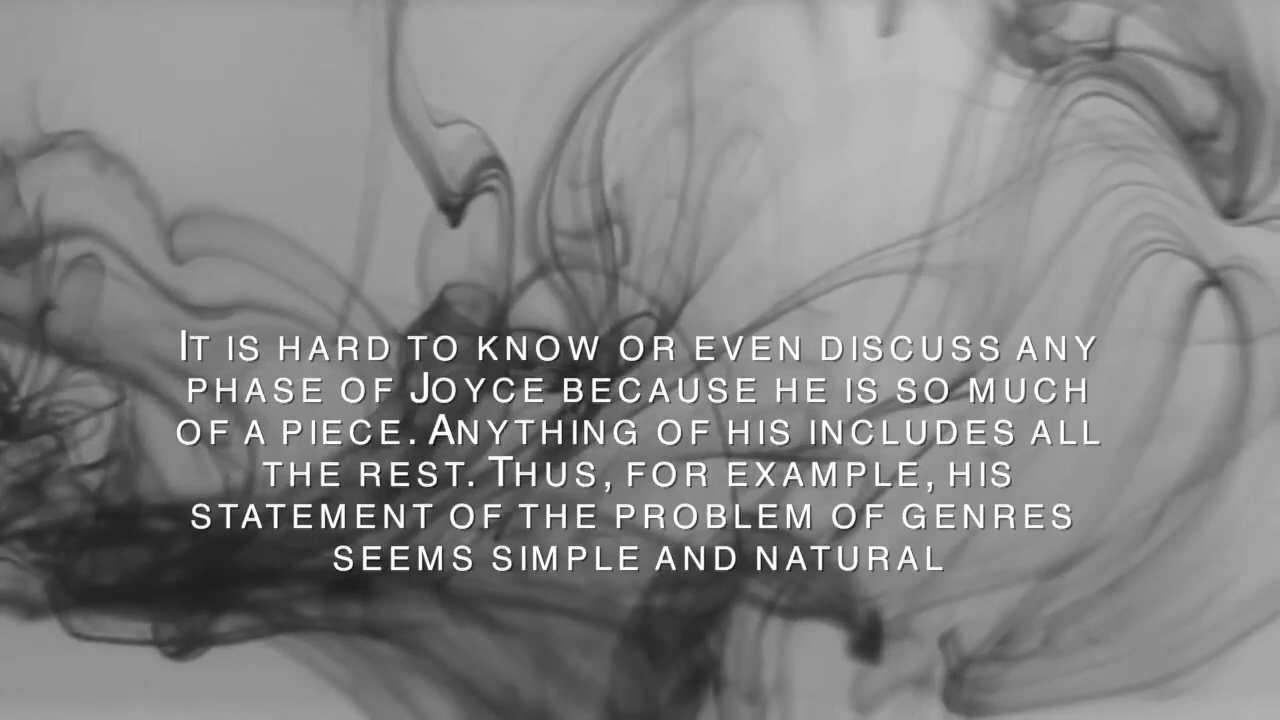 It is hard to know or even discuss any
phase of Joyce because he is so much
of a piece. Anything of his includes all
the rest. Thus, for example, his
statement of the problem of genres
seems simple and natural